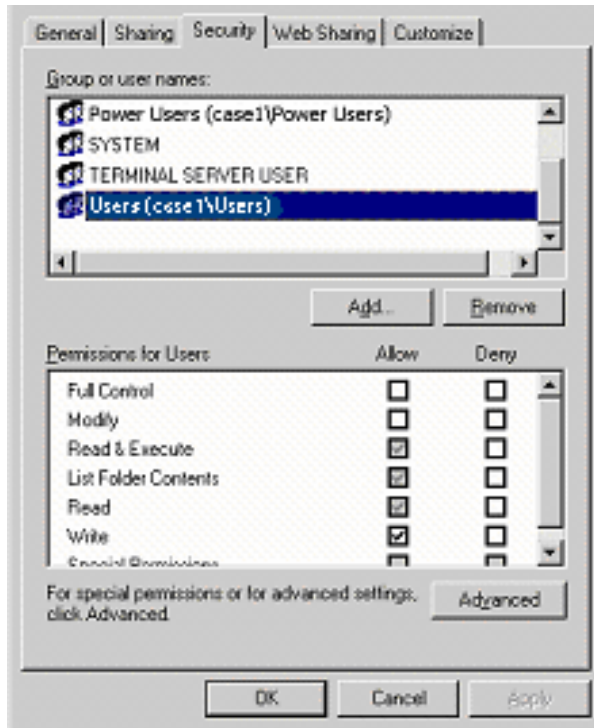 General Sharing Security Web Sharing Customize
Group or user names:
Power Users (case1\Power Users)
SYSTEM
TERMINAL SERVER USER
Users (case1\Users)
Add... Remove
Permissions for Users Allow Deny
Full Control
Modify
Read & Execute
List Folder Contents
Read
Write
Special Permissions
For special permissions or for advanced settings,
click Advanced.
Advanced
OK Cancel Apply